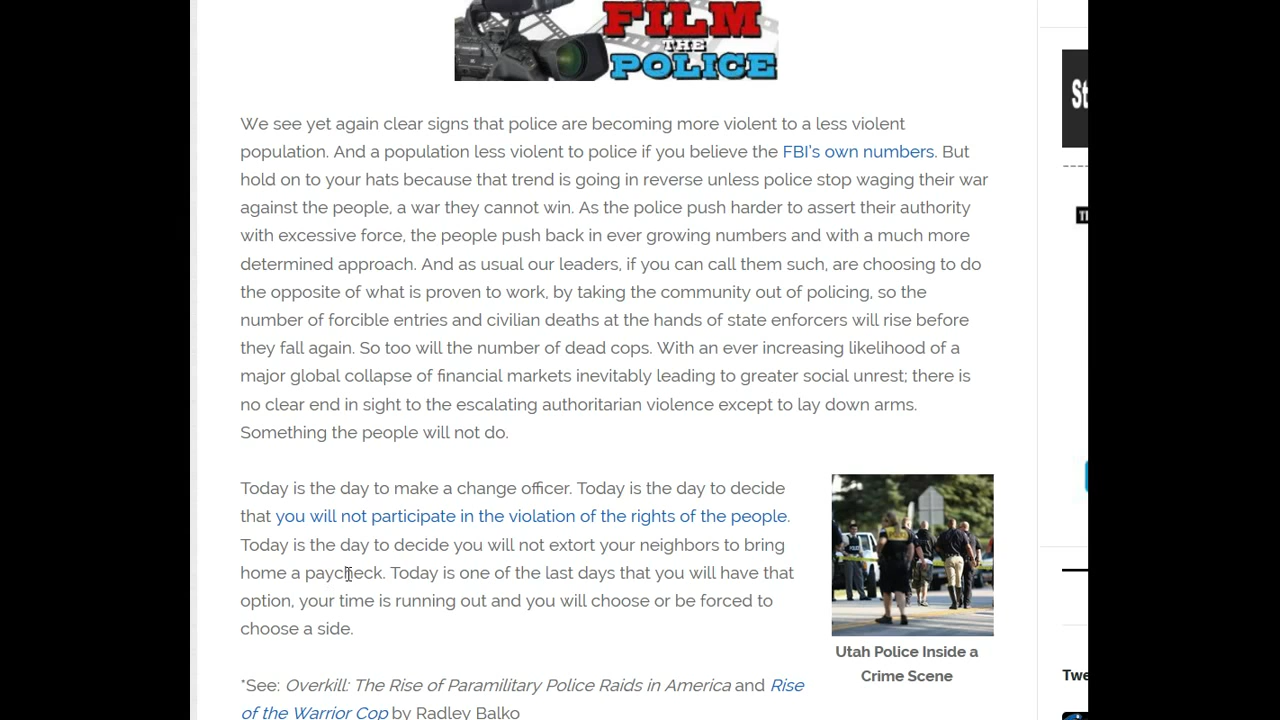 FILM
THE
POLICE
We see yet again clear signs that police are becoming more violent to a less violent
population. And a population less violent to police if you believe the FBI's own numbers. But
hold on to your hats because that trend is going in reverse unless police stop waging their war
against the people, a war they cannot win. As the police push harder to assert their authority
with excessive force, the people push back in ever growing numbers and with a much more
determined approach. And as usual our leaders, if you can call them such, are choosing to do
the opposite of what is proven to work, by taking the community out of policing, so the
number of forcible entries and civilian deaths at the hands of state enforcers will rise before
they fall again. So too will the number of dead cops. With an ever increasing likelihood of a
major global collapse of financial markets inevitably leading to greater social unrest; there is
no clear end in sight to the escalating authoritarian violence except to lay down arms.
Something the people will not do.
Today is the day to make a change officer. Today is the day to decide
that you will not participate in the violation of the rights of the people.
Today is the day to decide you will not extort your neighbors to bring
home a paycheck. Today is one of the last days that you will have that
option, your time is running out and you will choose or be forced to
choose a side.
Utah Police Inside a
Crime Scene
*See: Overkill: The Rise of Paramilitary Police Raids in America and Rise
of the Warrior Cop by Radley Balko
St
Twe